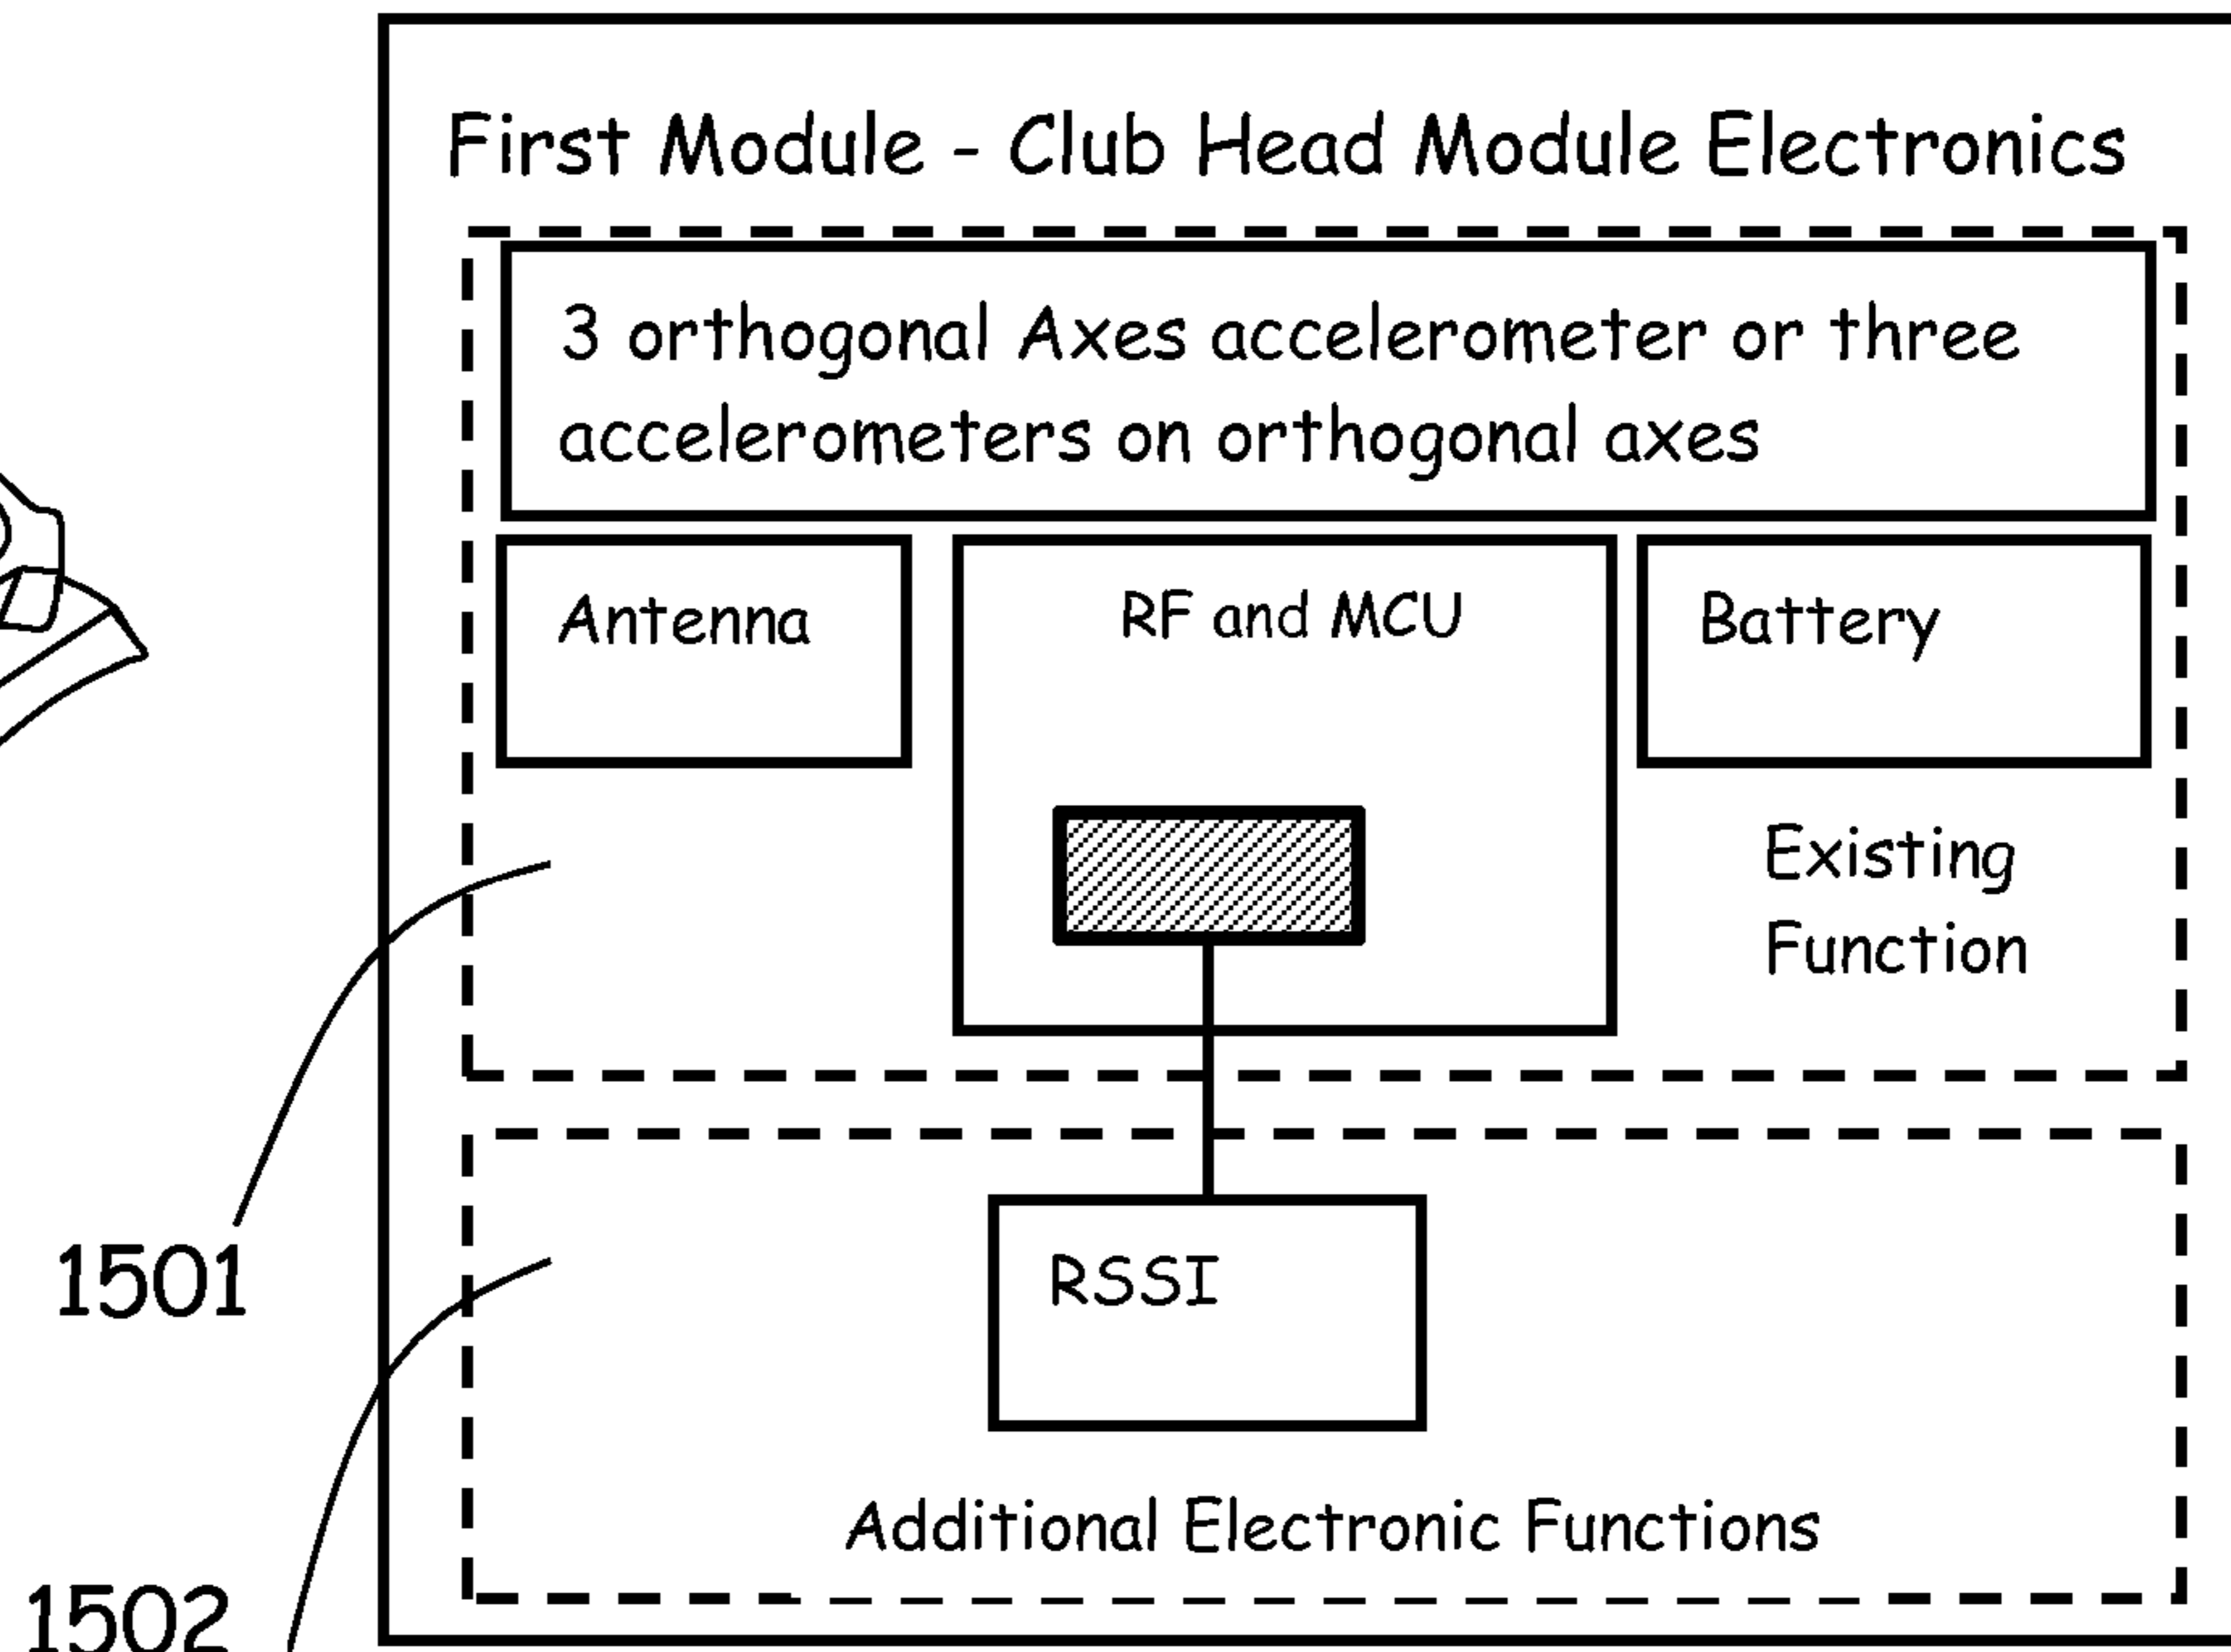 First Module - Club Head Module Electronics
3 orthogonal Axes accelerometer or three
accelerometers on orthogonal axes
Antenna
RF and MCU
Battery
Existing
Function
1501
RSSI
Additional Electronic Functions
1502